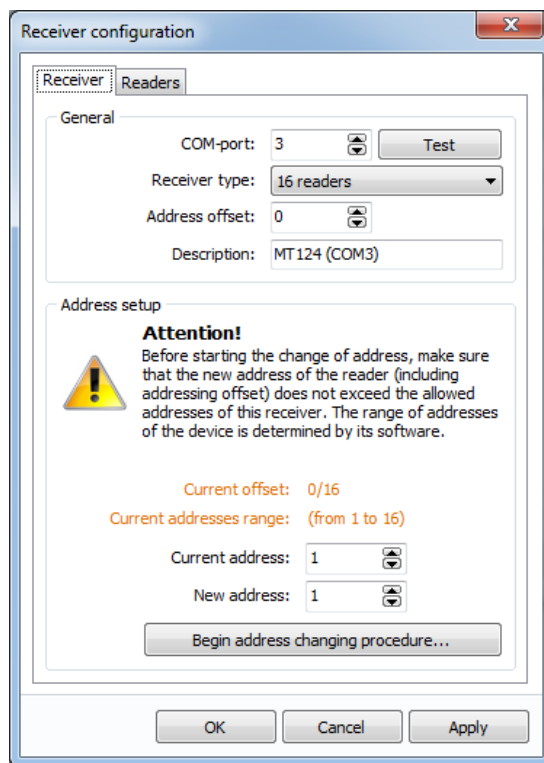 Receiver configuration
Receiver Readers
General
COM-port: 3 Test
Receiver type: 16 readers
Address offset: 0
Description: MT124 (COM3)
Address setup
Attention!
Before starting the change of address, make sure
that the new address of the reader (including
addressing offset) does not exceed the allowed
addresses of this receiver. The range of addresses
of the device is determined by its software.
Current offset: 0/16
Current addresses range: (from 1 to 16)
Current address: 1
New address: 1
Begin address changing procedure...
OK Cancel Apply